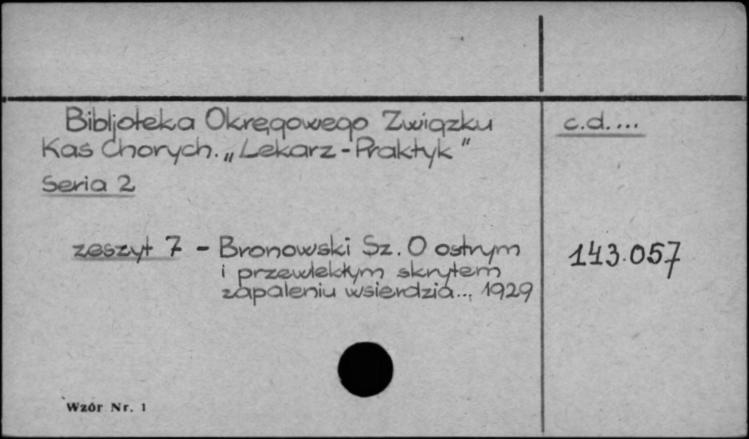 Bibljoteka Okręgowego Związku
Kas Chorych. „Lekarz-Praktyk"
Seria 2
c.d....
zeszyt 7 - Bronowski Sz. O ostrym
i przewlekłym skrytem
zapaleniu wsierdzia... 1929
143.057
Wzór Nr. 1